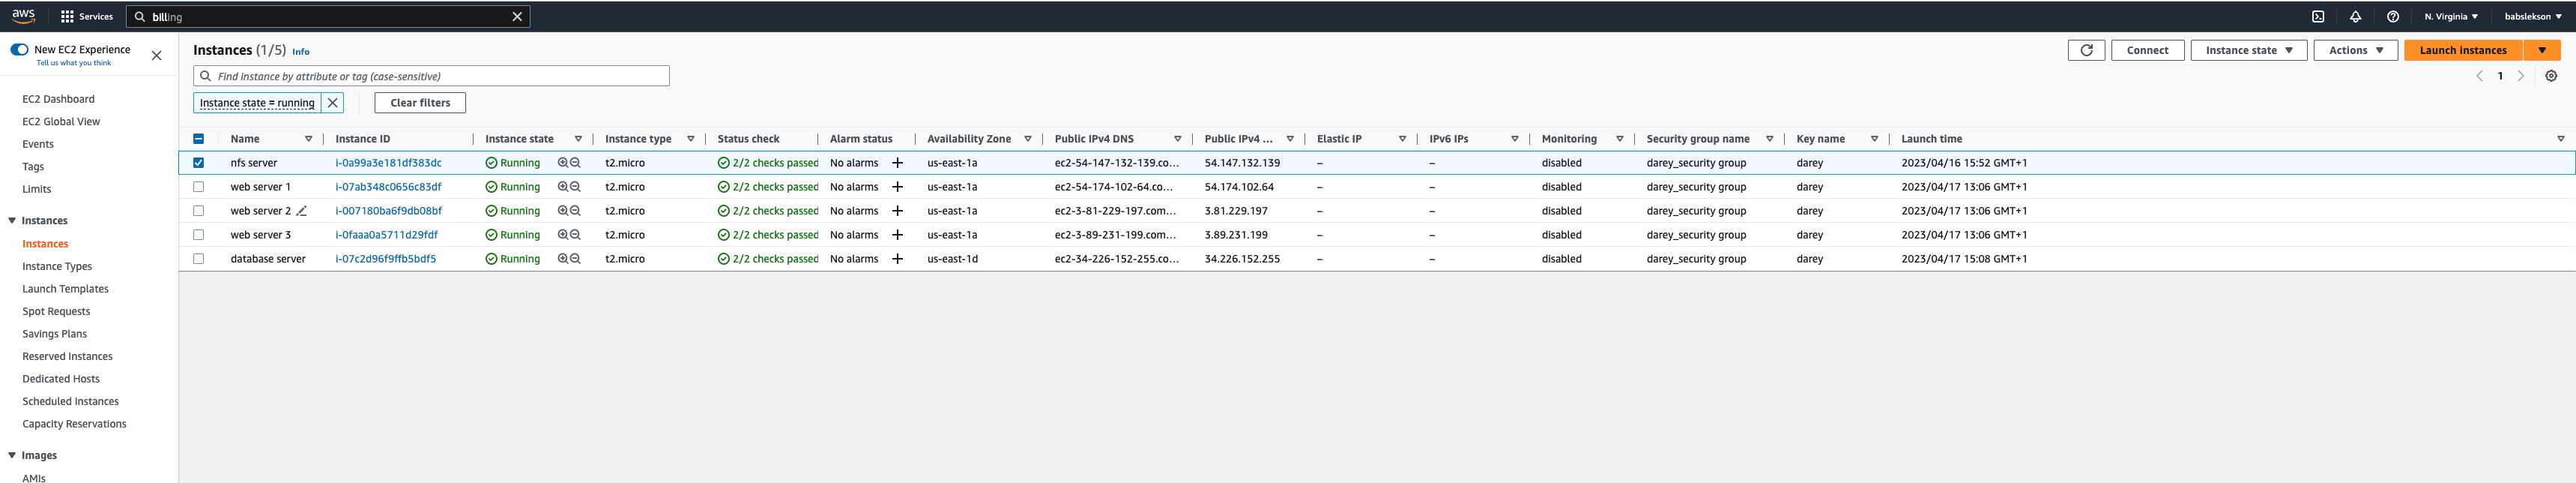 aws Services billing N. Virginia babslekson
New EC2 Experience
Tell us what you think
EC2 Dashboard
EC2 Global View
Events
Tags
Limits
Instances
Instances
Instance Types
Launch Templates
Spot Requests
Savings Plans
Reserved Instances
Dedicated Hosts
Scheduled Instances
Capacity Reservations
Images
AMIs
Instances (1/5) Info
Connect Instance state Actions Launch instances
Find instance by attribute or tag (case-sensitive)
1
Instance state = running Clear filters
Name Instance ID Instance state Instance type Status check Alarm status Availability Zone Public IPv4 DNS Public IPv4 ... Elastic IP IPv6 IPs Monitoring Security group name Key name Launch time
nfs server i-0a99a3e181df383dc Running t2.micro 2/2 checks passed No alarms + us-east-1a ec2-54-147-132-139.co... 54.147.132.139 – – disabled darey_security group darey 2023/04/16 15:52 GMT+1
web server 1 i-07ab348c0656c83df Running t2.micro 2/2 checks passed No alarms + us-east-1a ec2-54-174-102-64.co... 54.174.102.64 – – disabled darey_security group darey 2023/04/17 13:06 GMT+1
web server 2 i-007180ba6f9db08bf Running t2.micro 2/2 checks passed No alarms + us-east-1a ec2-3-81-229-197.com... 3.81.229.197 – – disabled darey_security group darey 2023/04/17 13:06 GMT+1
web server 3 i-0faaa0a5711d29fdf Running t2.micro 2/2 checks passed No alarms + us-east-1a ec2-3-89-231-199.com... 3.89.231.199 – – disabled darey_security group darey 2023/04/17 13:06 GMT+1
database server i-07c2d96f9ffb5bdf5 Running t2.micro 2/2 checks passed No alarms + us-east-1d ec2-34-226-152-255.co... 34.226.152.255 – – disabled darey_security group darey 2023/04/17 15:08 GMT+1